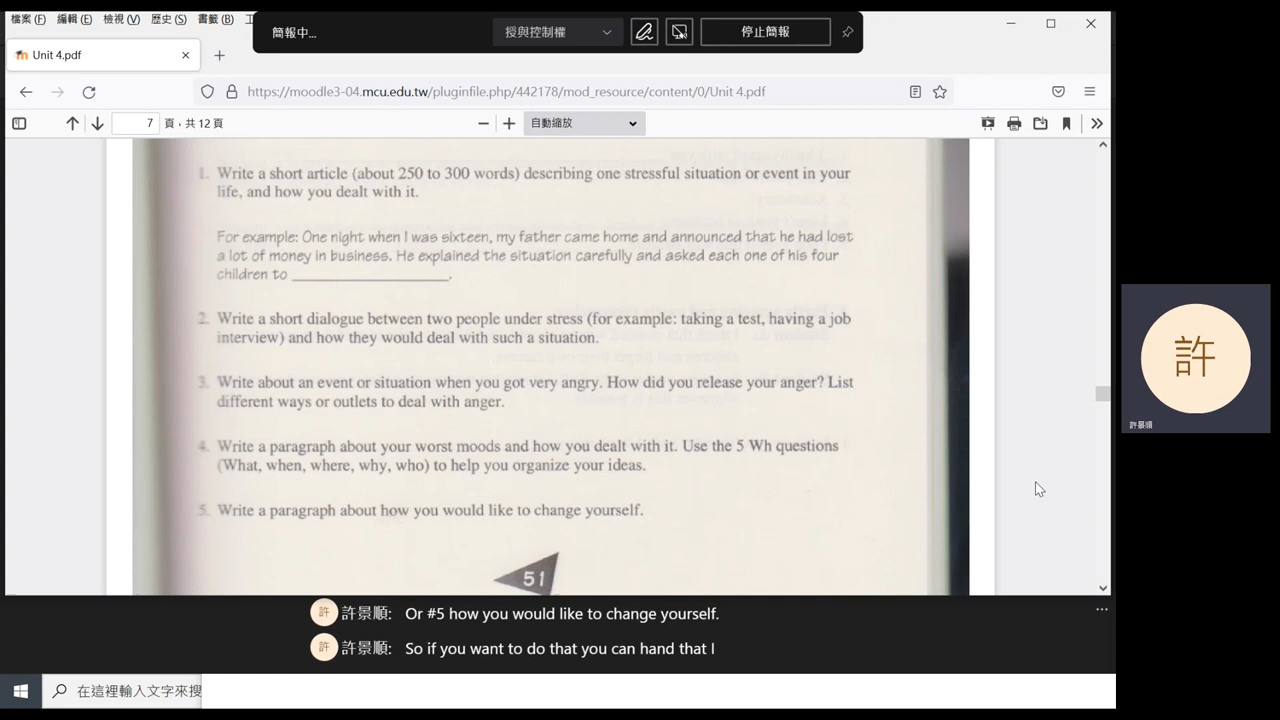 檔案(F) 編輯(E) 檢視(V) 歷史(S) 書籤(B)
簡報中...
授與控制權
停止簡報
Unit 4.pdf
https://moodle3-04.mcu.edu.tw/pluginfile.php/442178/mod_resource/content/0/Unit 4.pdf
7 頁，共 12 頁
自動縮放
1. Write a short article (about 250 to 300 words) describing one stressful situation or event in your
life, and how you dealt with it.
For example: One night when I was sixteen, my father came home and announced that he had lost
a lot of money in business. He explained the situation carefully and asked each one of his four
children to ____________________.
2. Write a short dialogue between two people under stress (for example: taking a test, having a job
interview) and how they would deal with such a situation.
3. Write about an event or situation when you got very angry. How did you release your anger? List
different ways or outlets to deal with anger.
4. Write a paragraph about your worst moods and how you dealt with it. Use the 5 Wh questions
(What, when, where, why, who) to help you organize your ideas.
5. Write a paragraph about how you would like to change yourself.
51
許
許景順
許 許景順: Or #5 how you would like to change yourself.
許 許景順: So if you want to do that you can hand that I
在這裡輸入文字來搜